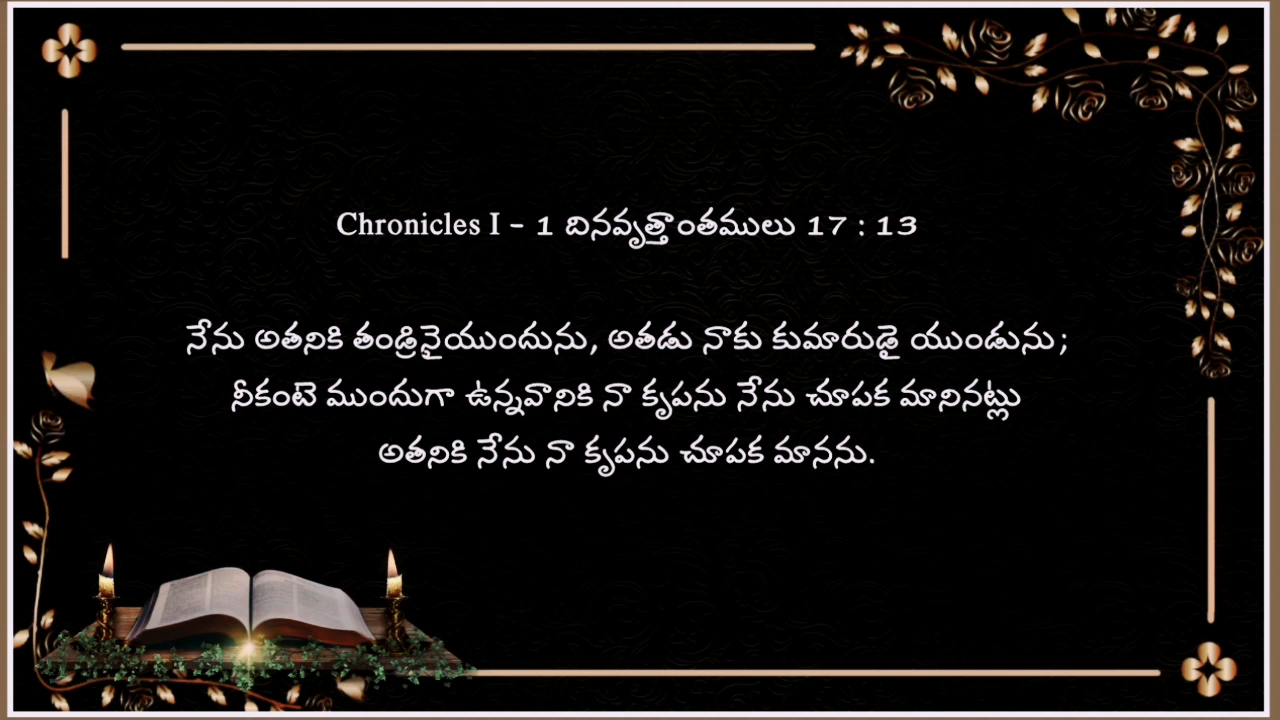 Chronicles I - 1 దినవృత్తాంతములు 17 : 13
నేను అతనికి తండ్రినైయుందును, అతడు నాకు కుమారుడై యుండును;
నీకంటె ముందుగా ఉన్నవానికి నా కృపను నేను చూపక మానినట్లు
అతనికి నేను నా కృపను చూపక మానను.